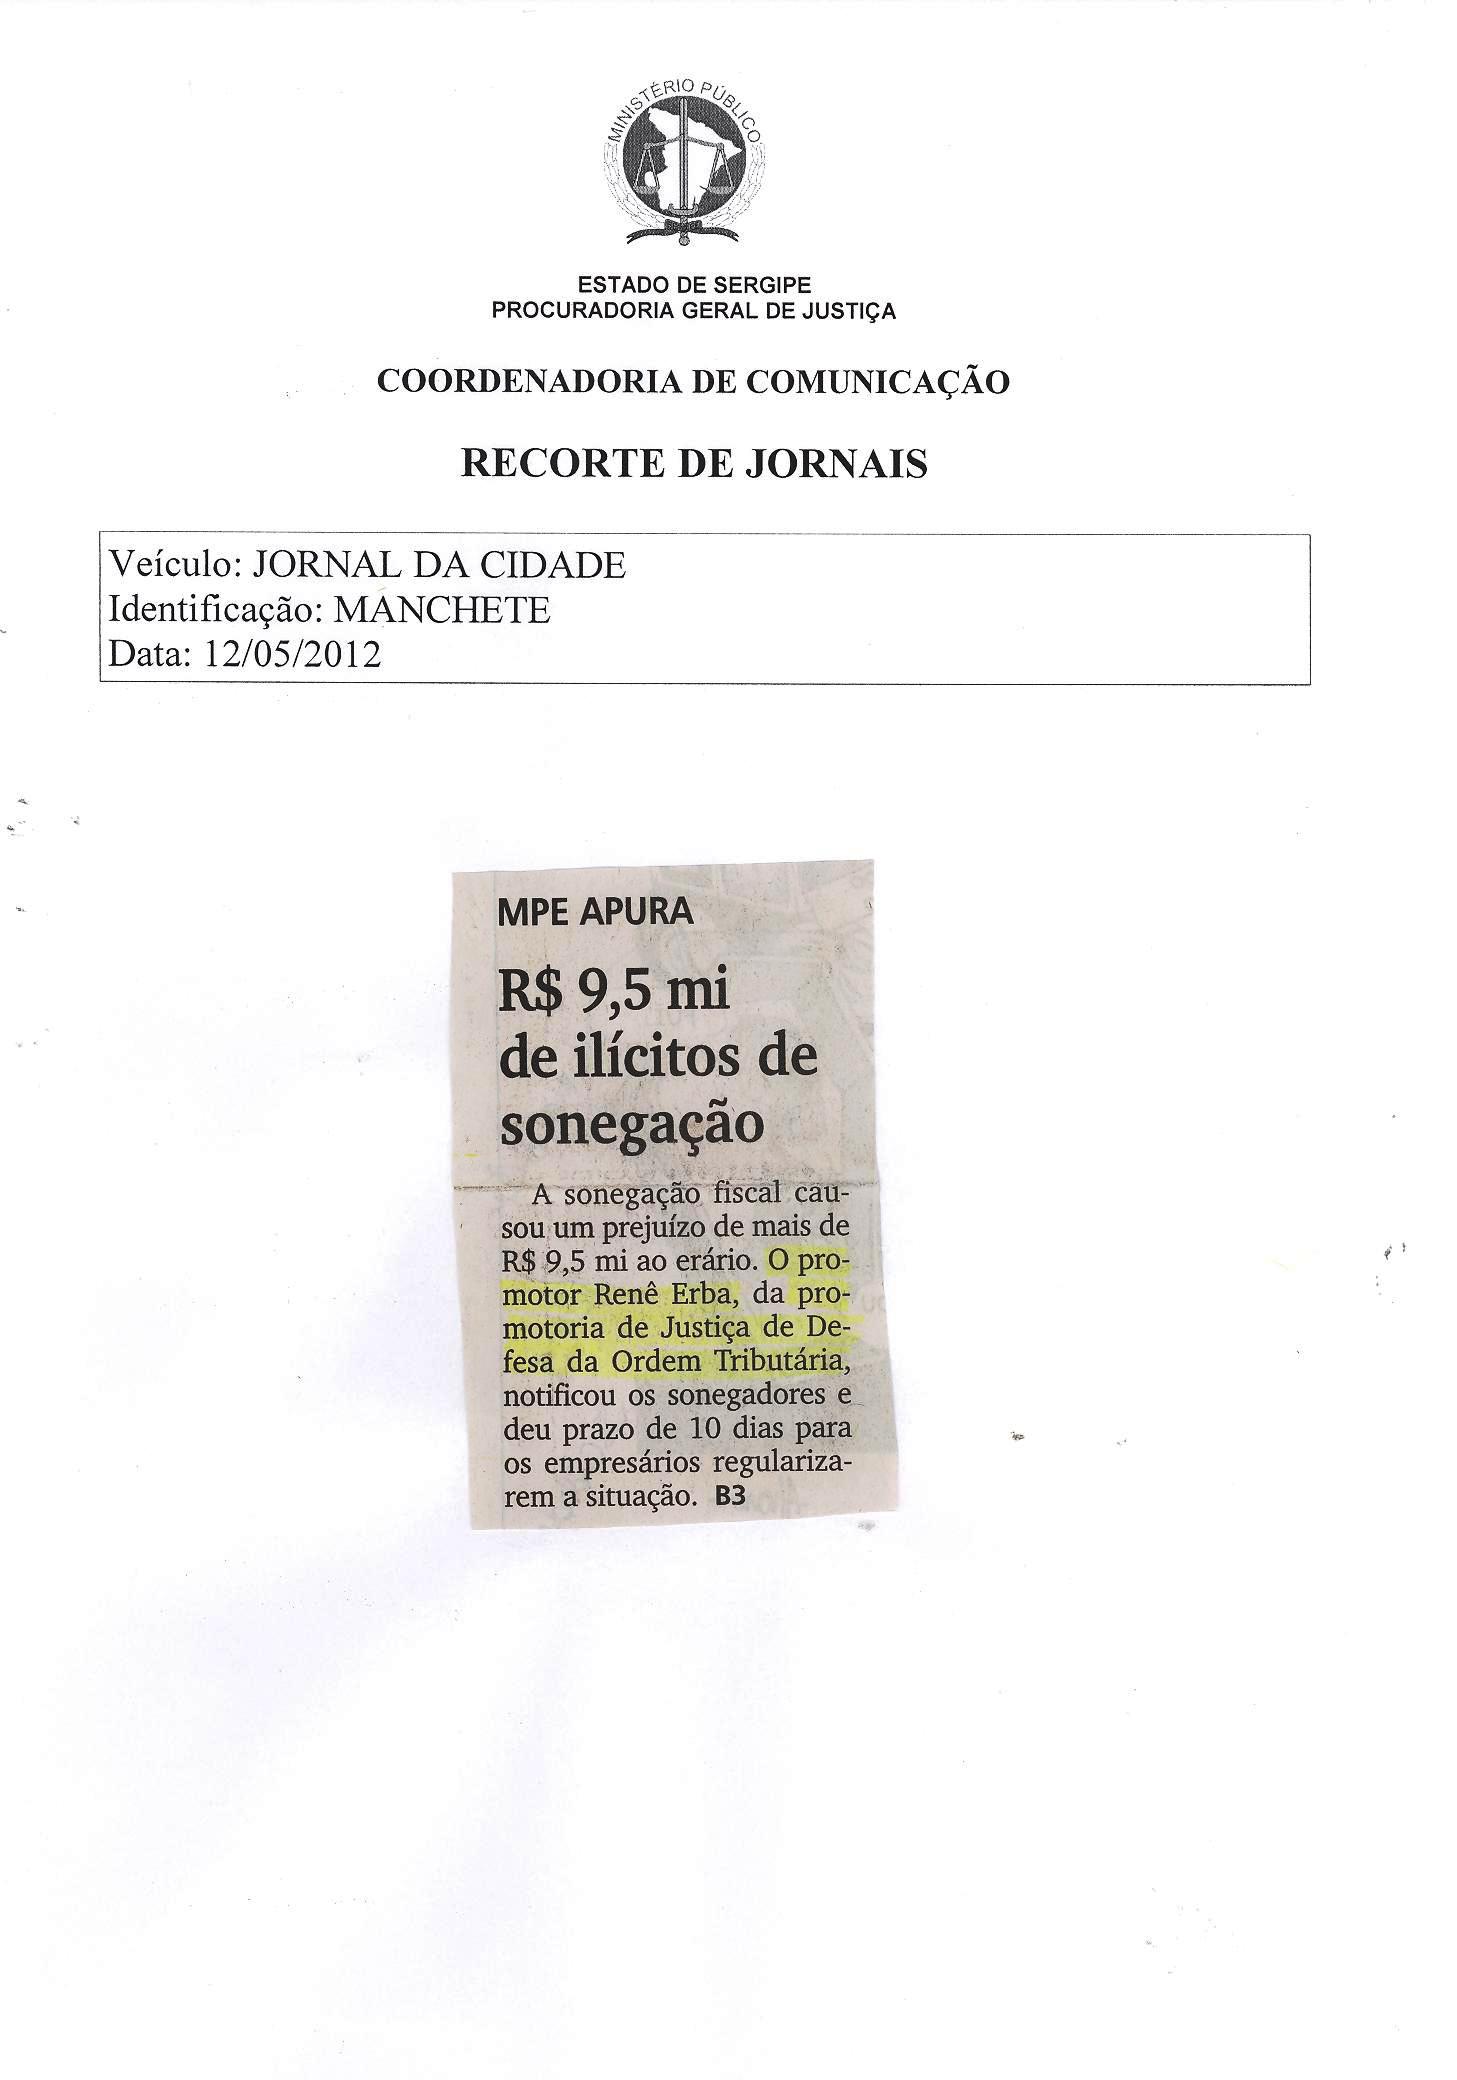 MINISTÉRIO PÚBLICO
ESTADO DE SERGIPE
PROCURADORIA GERAL DE JUSTIÇA
COORDENADORIA DE COMUNICAÇÃO
RECORTE DE JORNAIS
Veículo: JORNAL DA CIDADE
Identificação: MANCHETE
Data: 12/05/2012
MPE APURA
R$ 9,5 mi
de ilícitos de
sonegação
A sonegação fiscal cau-
sou um prejuízo de mais de
R$ 9,5 mi ao erário. O pro-
motor Renê Erba, da pro-
motoria de Justiça de De-
fesa da Ordem Tributária,
notificou os sonegadores e
deu prazo de 10 dias para
os empresários regulariza-
rem a situação. B3